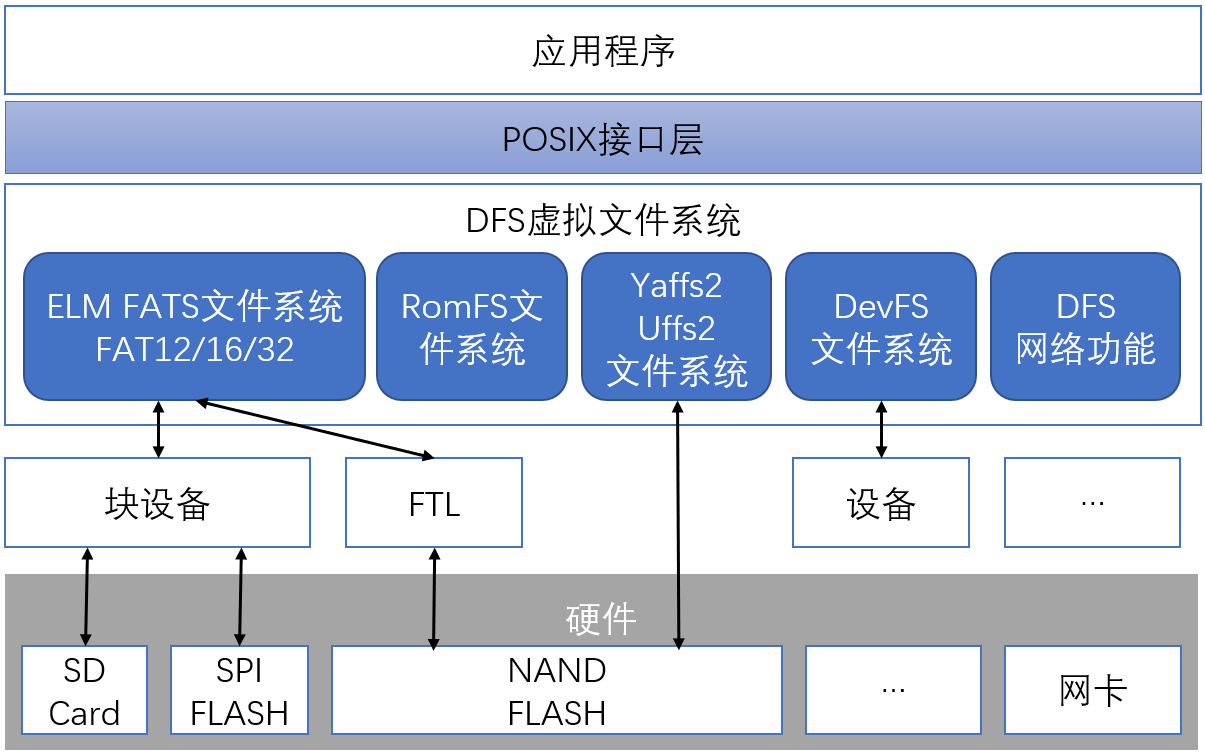 应用程序
POSIX接口层
DFS虚拟文件系统
ELM FATS文件系统
FAT12/16/32
RomFS文
件系统
Yaffs2
Uffs2
文件系统
DevFS
文件系统
DFS
网络功能
块设备
FTL
设备
...
硬件
SD
Card
SPI
FLASH
NAND
FLASH
...
网卡